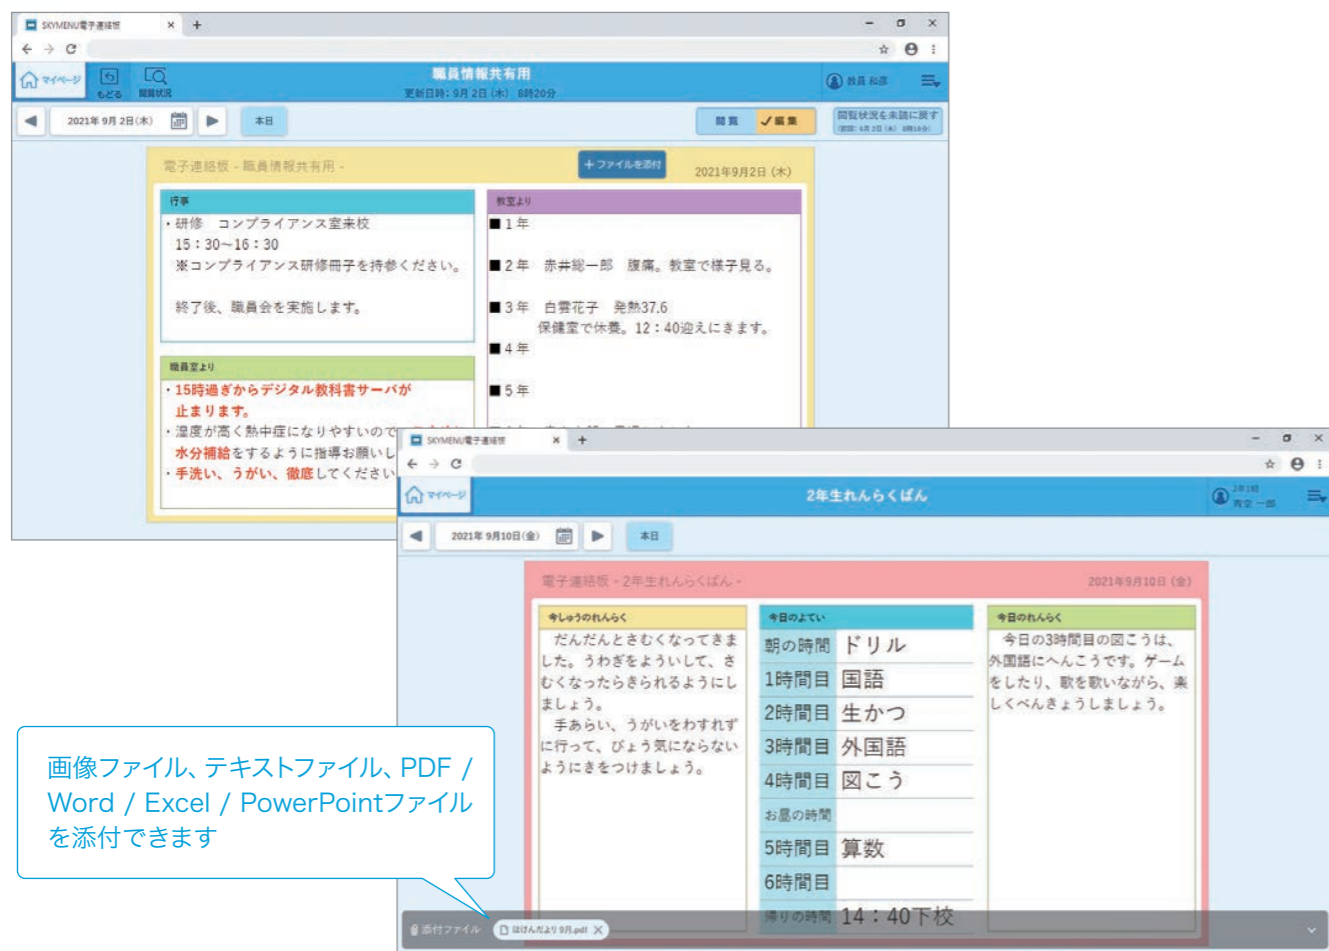 SKYMENU電子連絡板
マイページ
もどる
閲覧状況
職員情報共有用
更新日時：9月 2日 (木) 8時20分
教員 和彦
2021年 9月 2日(木)
本日
閲覧
編集
閲覧状況を未読に戻す
電子連絡板 - 職員情報共有用 -
＋ファイルを添付
2021年9月2日 (木)
行事
・研修　コンプライアンス室来校
15：30～16：30
※コンプライアンス研修冊子を持参ください。
終了後、職員会を実施します。
職員室より
・15時過ぎからデジタル教科書サーバが
止まります。
・湿度が高く熱中症になりやすいので
水分補給をするように指導お願いし
・手洗い、うがい、徹底してください
教室より
■1年
■2年　赤井総一郎　腹痛。教室で様子見る。
■3年　白雲花子　発熱37.6
保健室で休養。12：40迎えにきます。
■4年
■5年
SKYMENU電子連絡板
マイページ
2年生れんらくばん
2年1組
青空 一郎
2021年 9月10日(金)
本日
電子連絡板 - 2年生れんらくばん -
2021年9月10日 (金)
今しゅうのれんらく
だんだんとさむくなってきま
した。うわぎをよういして、さ
むくなったらきられるようにし
ましょう。
手あらい、うがいをわすれず
に行って、びょう気にならない
ようにきをつけましょう。
今日のよてい
朝の時間 ドリル
1時間目 国語
2時間目 生かつ
3時間目 外国語
4時間目 図こう
お昼の時間
5時間目 算数
6時間目
帰りの時間 14：40下校
今日のれんらく
今日の3時間目の図こうは、
外国語にへんこうです。ゲーム
をしたり、歌を歌いながら、楽
しくべんきょうしましょう。
添付ファイル
ほけんだより9月.pdf
画像ファイル、テキストファイル、PDF /
Word / Excel / PowerPointファイル
を添付できます